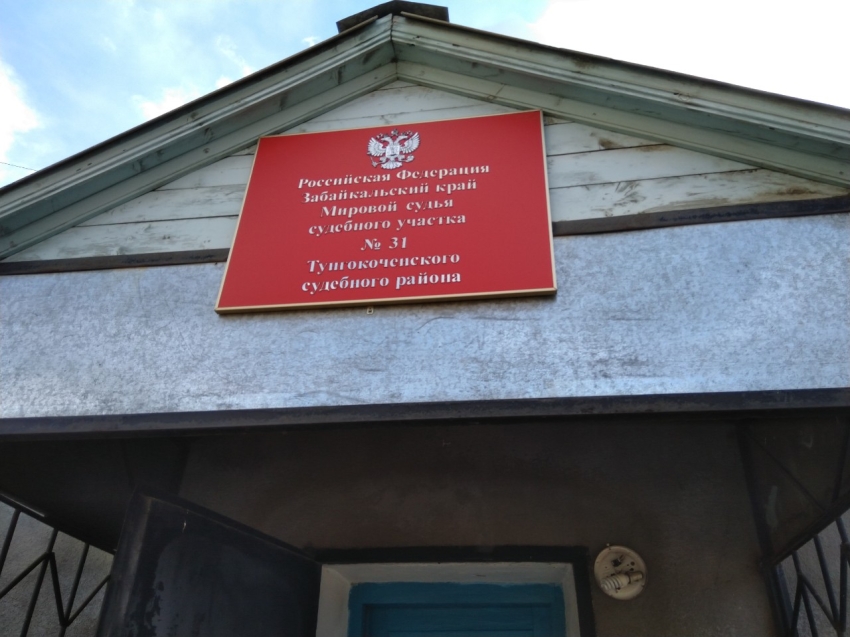 Российская Федерация
Забайкальский край
Мировой судья
судебного участка
№ 31
Тунгокоченского
судебного района